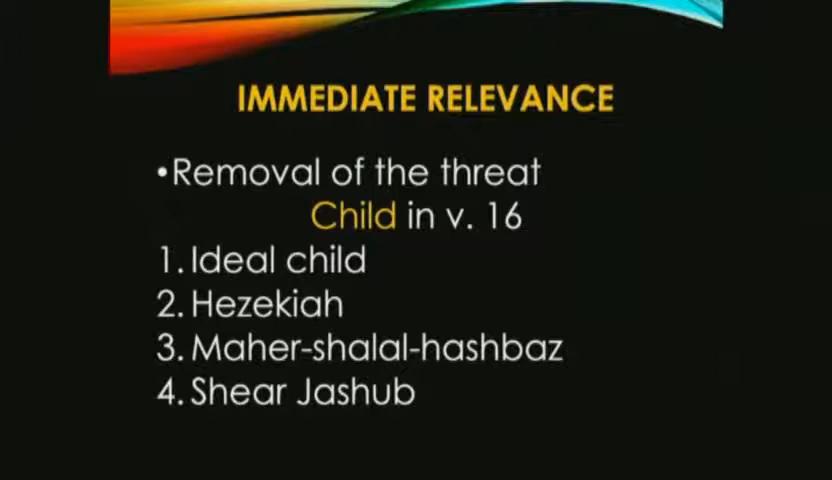 IMMEDIATE RELEVANCE
•Removal of the threat
Child in v. 16
1. Ideal child
2. Hezekiah
3. Maher-shalal-hashbaz
4. Shear Jashub